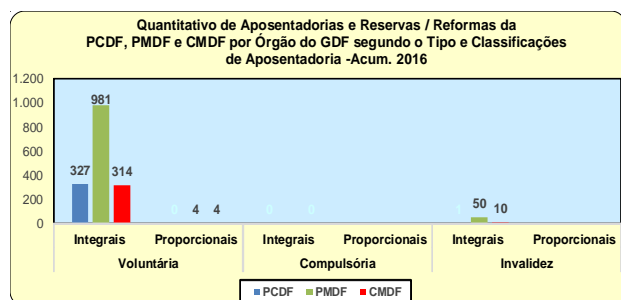 Quantitativo de Aposentadorias e Reservas / Reformas da
PCDF, PMDF e CMDF por Órgão do GDF segundo o Tipo e Classificações
de Aposentadoria -Acum. 2016
1.200
1.000
800
600
400
200
0
327
981
314
0
4
4
0
0
1
50
10
Integrais
Proporcionais
Integrais
Proporcionais
Integrais
Proporcionais
Voluntária
Compulsória
Invalidez
PCDF
PMDF
CMDF